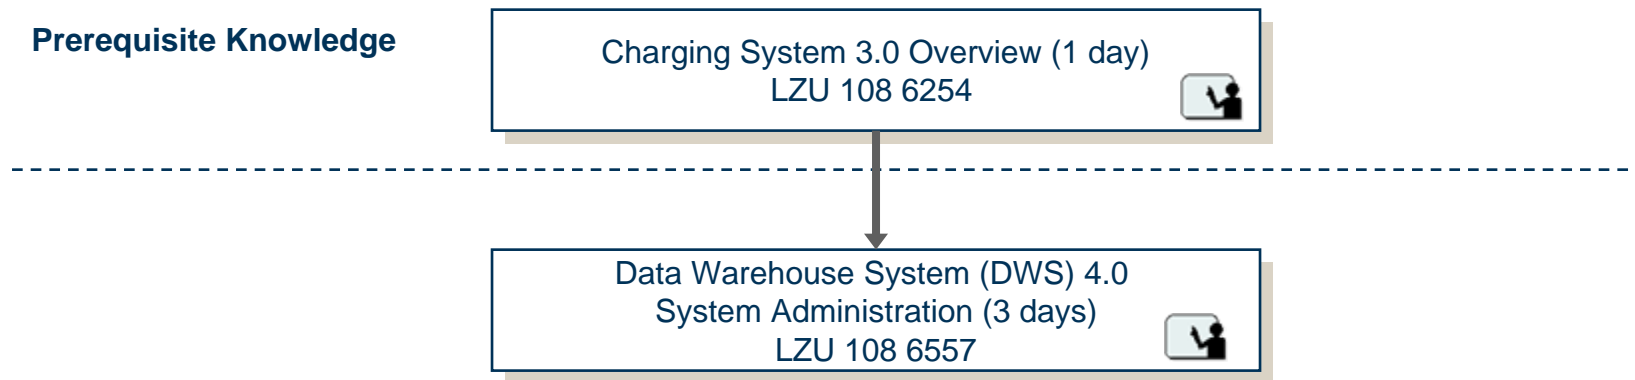 Prerequisite Knowledge
Charging System 3.0 Overview (1 day)
LZU 108 6254
Data Warehouse System (DWS) 4.0
System Administration (3 days)
LZU 108 6557